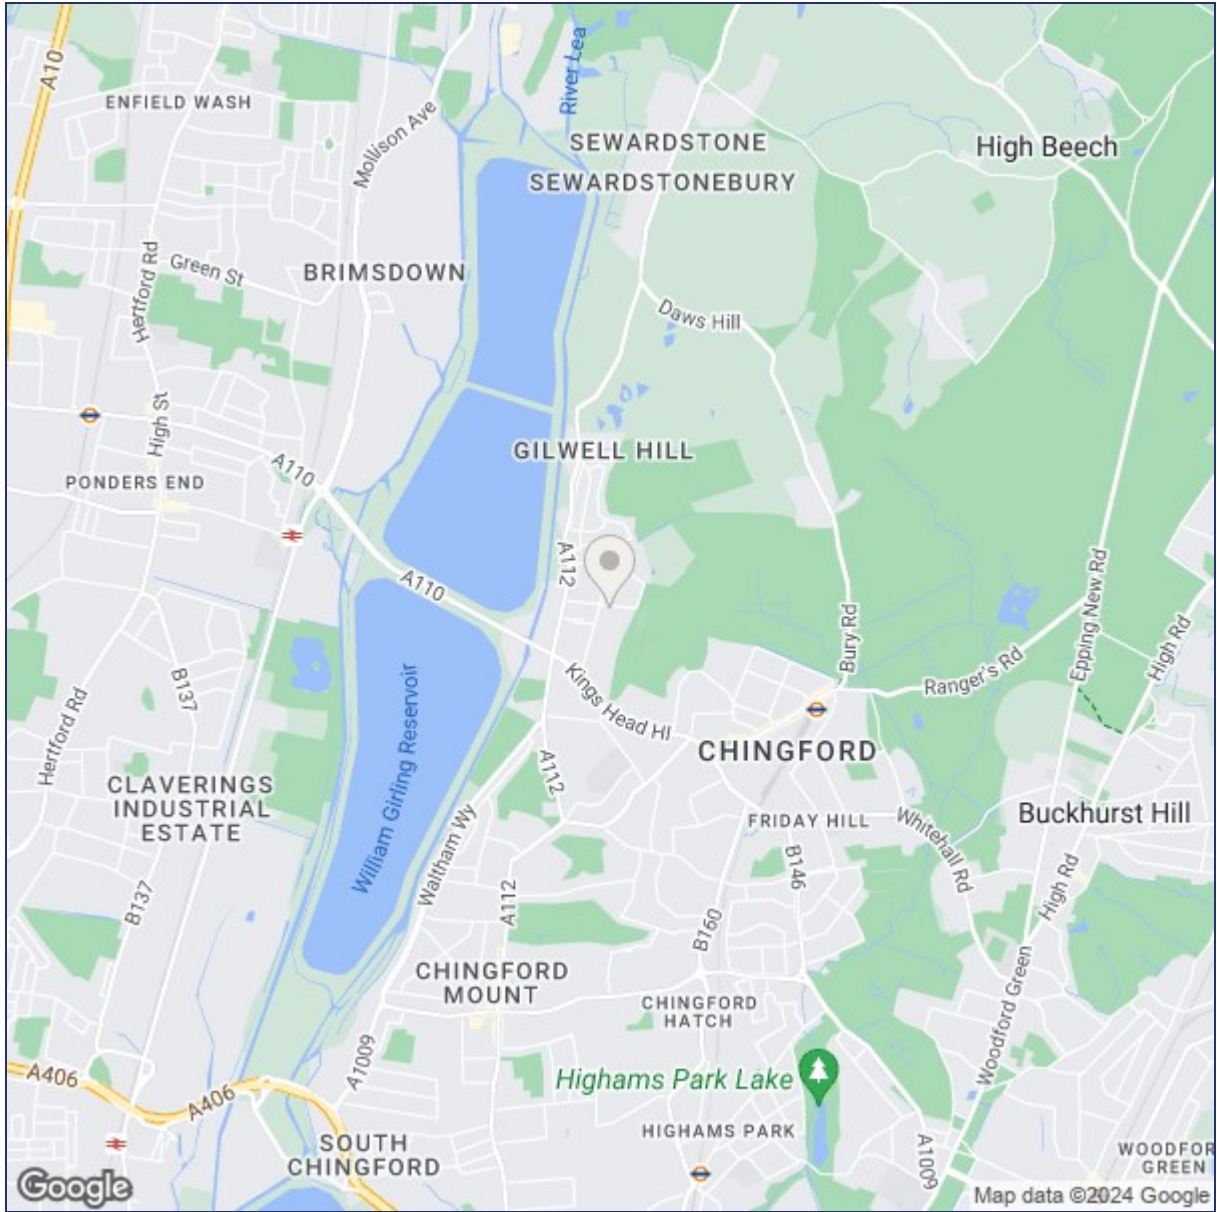 A10
ENFIELD WASH
Mollison Ave
River Lea
SEWARDSTONE
SEWARDSTONEBURY
High Beech
Hertford Rd
Green St
BRIMSDOWN
Daws Hill
High St
A110
PONDERS END
GILWELL HILL
A112
A110
Epping New Rd
Bury Rd
High Rd
Ranger's Rd
Kings Head Hl
B137
Hertford Rd
William Girling Reservoir
CHINGFORD
A112
CLAVERINGS
INDUSTRIAL
ESTATE
Waltham Wy
FRIDAY HILL
Whitehall Rd
Buckhurst Hill
B146
High Rd
B137
A112
B160
CHINGFORD
MOUNT
CHINGFORD
HATCH
Woodford Green
A1009
A406
A406
Highams Park Lake
HIGHAMS PARK
A1009
SOUTH
CHINGFORD
WOODFOR
GREEN
Google
Map data ©2024 Google